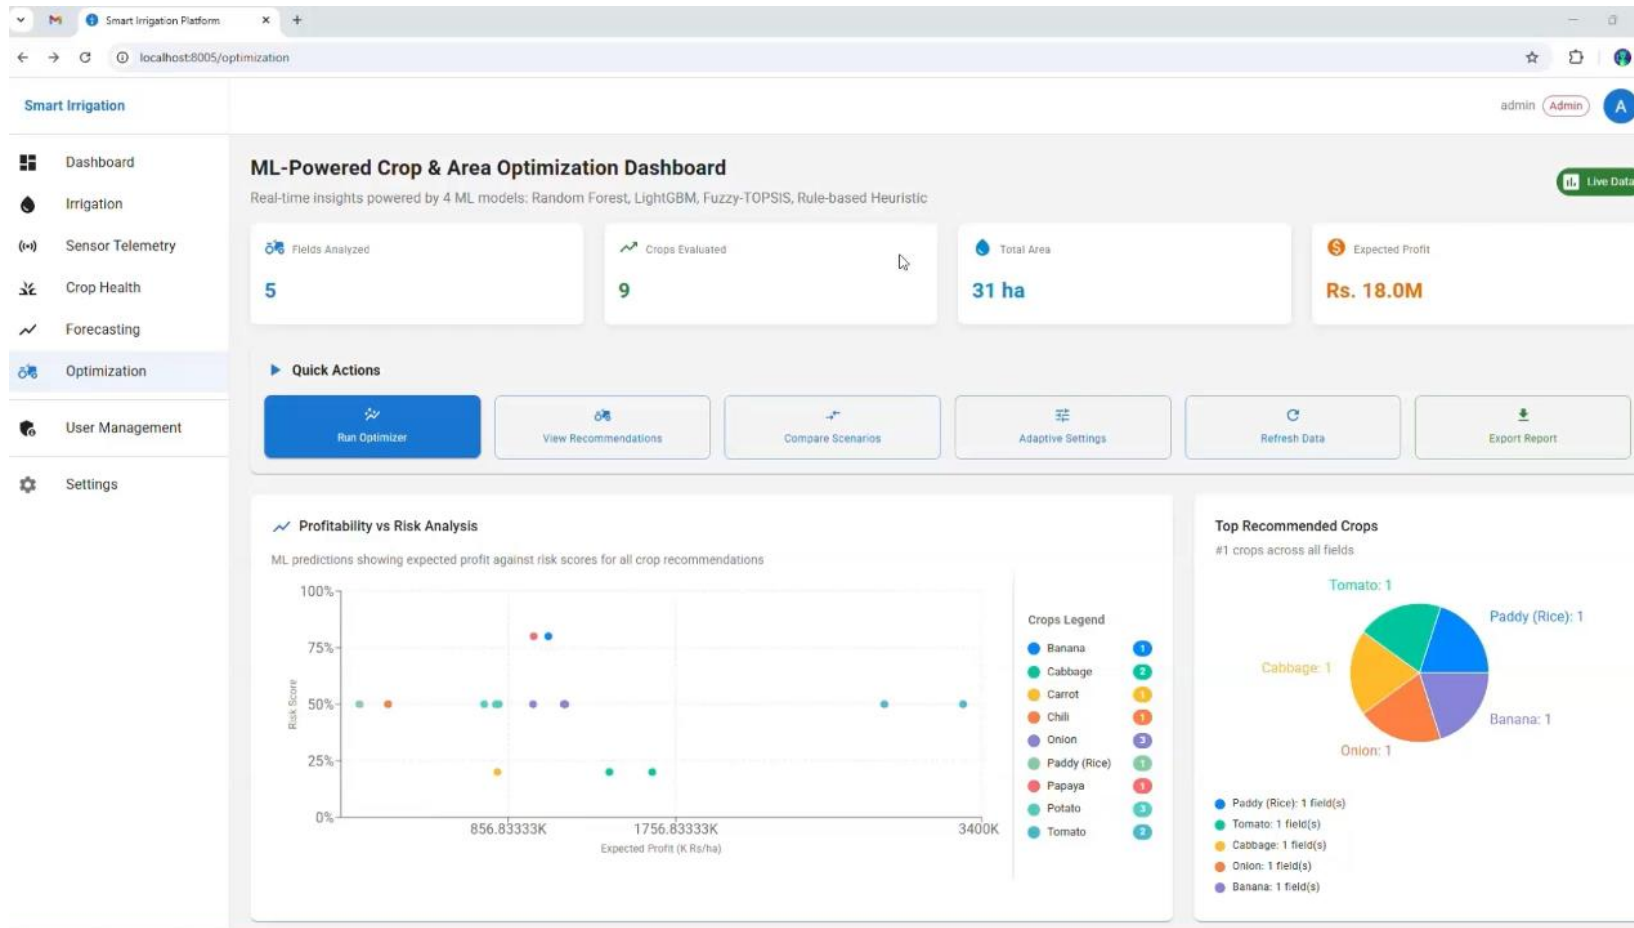 Smart Irrigation Platform
localhost:8005/optimization
Smart Irrigation
admin Admin A
Dashboard
Irrigation
Sensor Telemetry
Crop Health
Forecasting
Optimization
User Management
Settings
ML-Powered Crop & Area Optimization Dashboard
Real-time insights powered by 4 ML models: Random Forest, LightGBM, Fuzzy-TOPSIS, Rule-based Heuristic
Live Data
Fields Analyzed
5
Crops Evaluated
9
Total Area
31 ha
Expected Profit
Rs. 18.0M
Quick Actions
Run Optimizer
View Recommendations
Compare Scenarios
Adaptive Settings
Refresh Data
Export Report
Profitability vs Risk Analysis
ML predictions showing expected profit against risk scores for all crop recommendations
100%
75%
50%
25%
0%
Risk Score
856.83333K
1756.83333K
3400K
Expected Profit (K Rs/ha)
Crops Legend
Banana 1
Cabbage 2
Carrot 1
Chili 1
Onion 3
Paddy (Rice) 1
Papaya 1
Potato 3
Tomato 2
Top Recommended Crops
#1 crops across all fields
Tomato: 1
Paddy (Rice): 1
Cabbage: 1
Banana: 1
Onion: 1
Paddy (Rice): 1 field(s)
Tomato: 1 field(s)
Cabbage: 1 field(s)
Onion: 1 field(s)
Banana: 1 field(s)